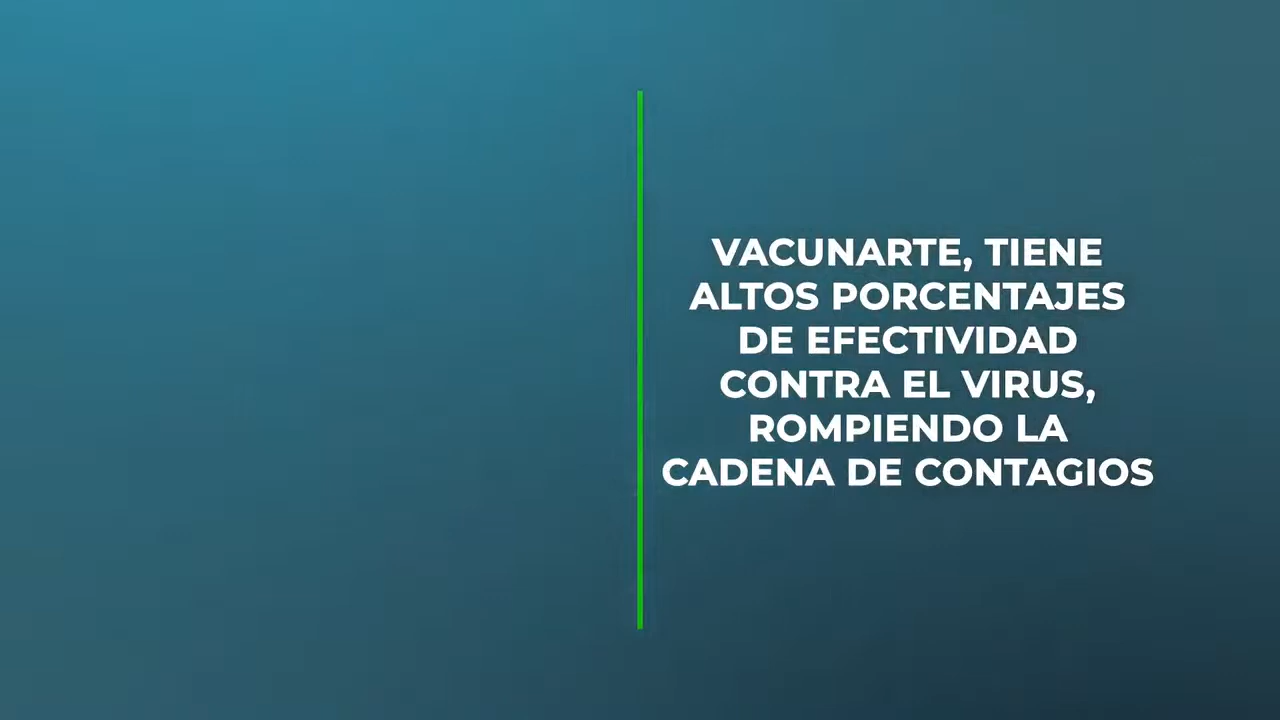 VACUNARTE, TIENE
ALTOS PORCENTAJES
DE EFECTIVIDAD
CONTRA EL VIRUS,
ROMPIENDO LA
CADENA DE CONTAGIOS